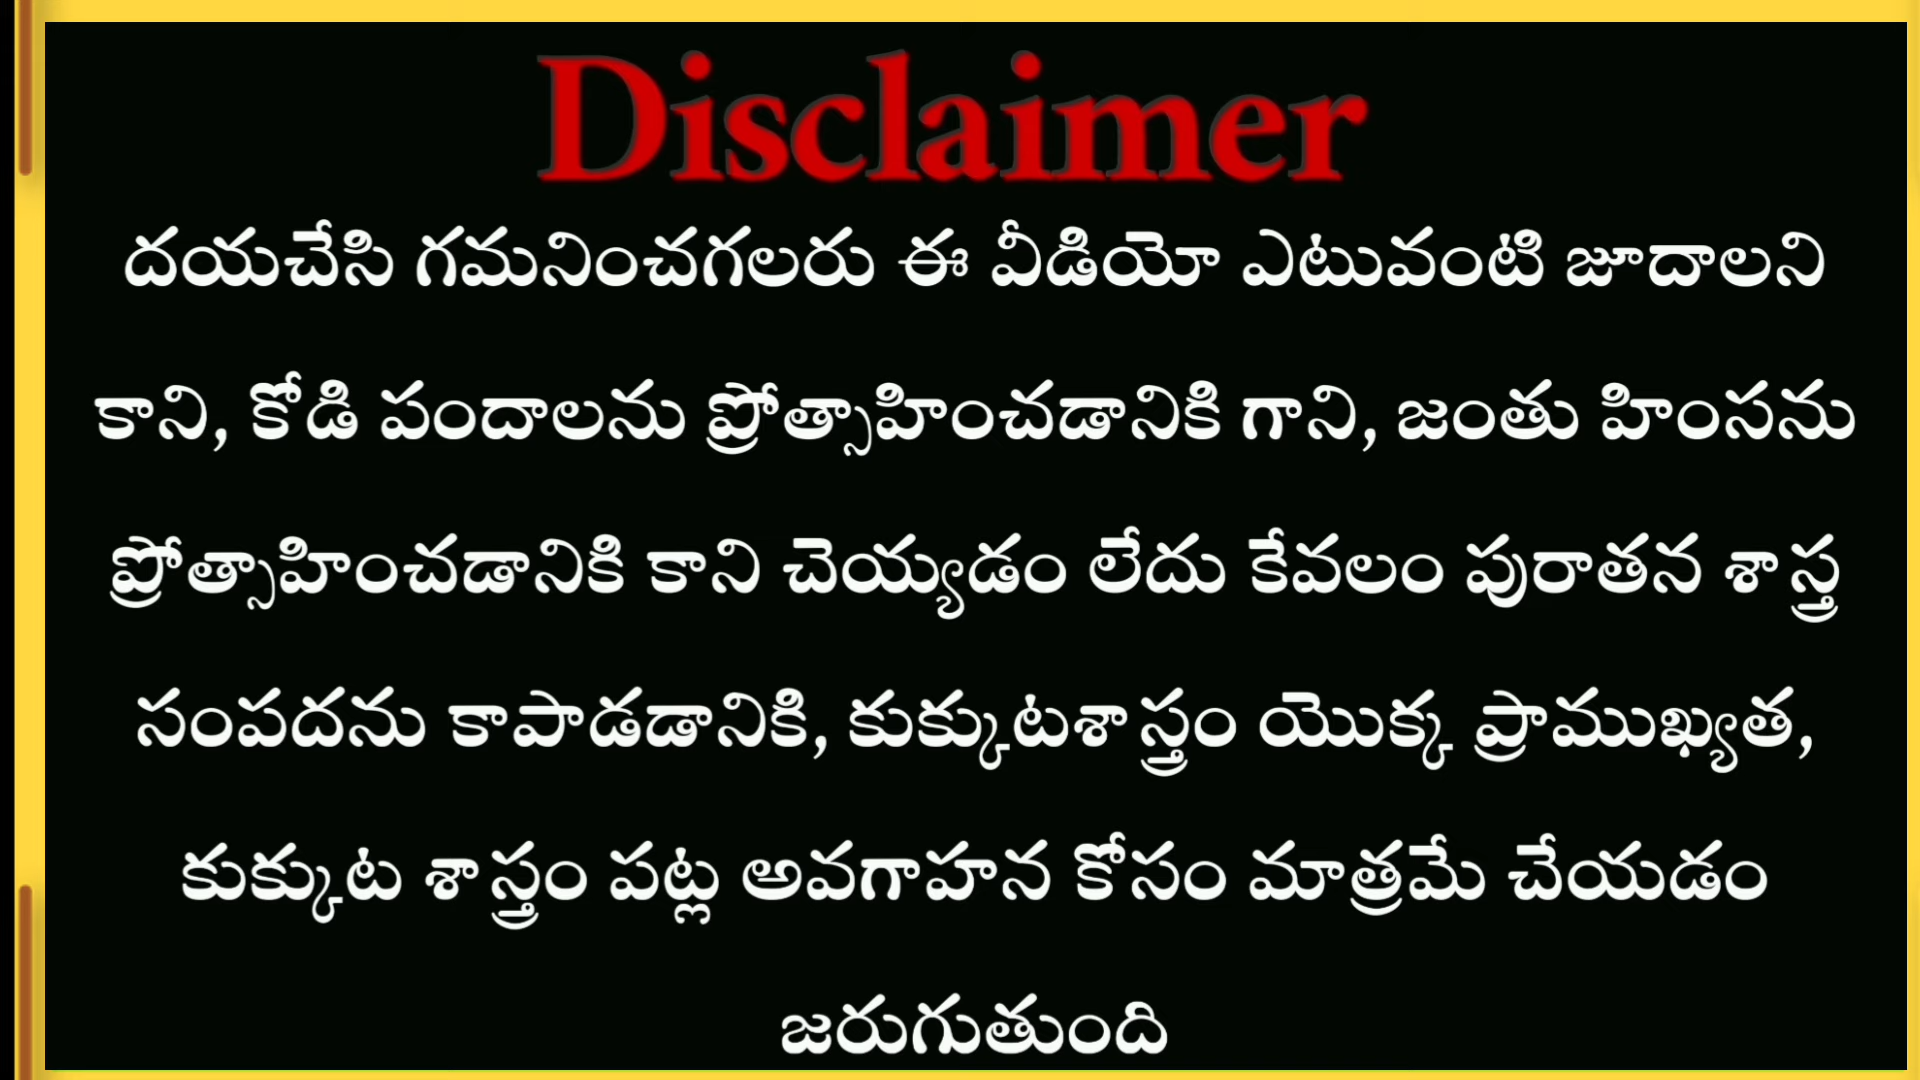 Disclaimer
దయచేసి గమనించగలరు ఈ వీడియో ఎటువంటి జూదాలని
కాని, కోడి పందాలను ప్రోత్సాహించడానికి గాని, జంతు హింసను
ప్రోత్సాహించడానికి కాని చెయ్యడం లేదు కేవలం పురాతన శాస్త్ర
సంపదను కాపాడడానికి, కుక్కుటశాస్త్రం యొక్క ప్రాముఖ్యత,
కుక్కుట శాస్త్రం పట్ల అవగాహన కోసం మాత్రమే చేయడం
జరుగుతుంది